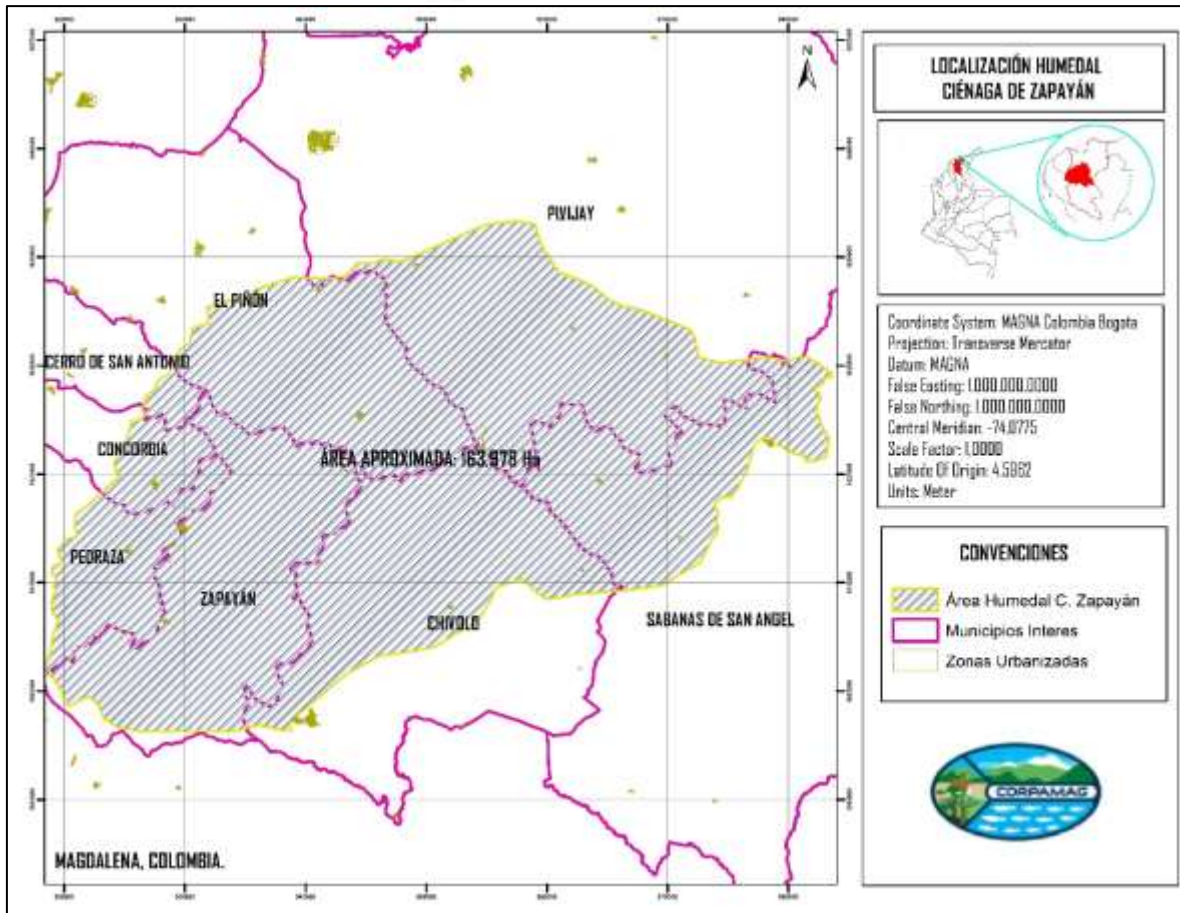 LOCALIZACIÓN HUMEDAL
CIÉNAGA DE ZAPAYÁN
N
PIVIJAY
EL PIÑÓN
CERRO DE SAN ANTONIO
CONCORDIA
ÁREA APROXIMADA: 163.978 Ha
PEDRAZA
ZAPAYÁN
CHIVOLO
SABANAS DE SAN ANGEL
MAGDALENA, COLOMBIA.
Coordinate System: MAGNA Colombia Bogota
Projection: Transverse Mercator
Datum: MAGNA
False Easting: 1.000.000.0000
False Northing: 1.000.000.0000
Central Meridian: -74.0775
Scale Factor: 1.0000
Latitude Of Origin: 4.5962
Units: Meter
CONVENCIONES
Área Humedal C. Zapayán
Municipios Interes
Zonas Urbanizadas
CORPAMAG